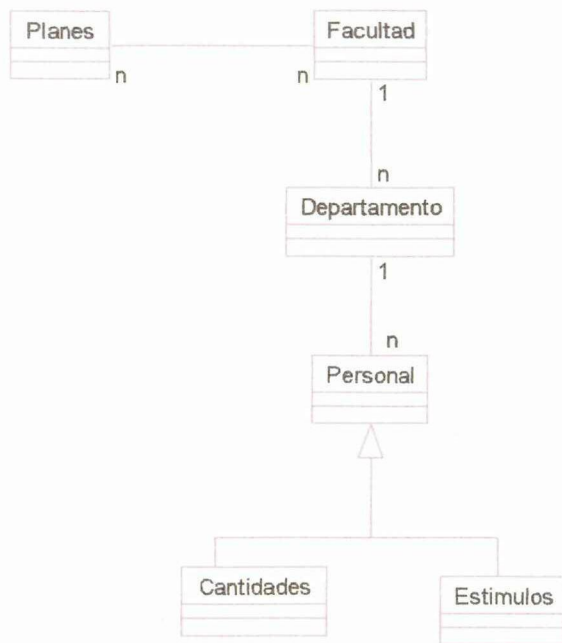 Planes
Facultad
n
n
1
n
Departamento
1
n
Personal
Cantidades
Estimulos